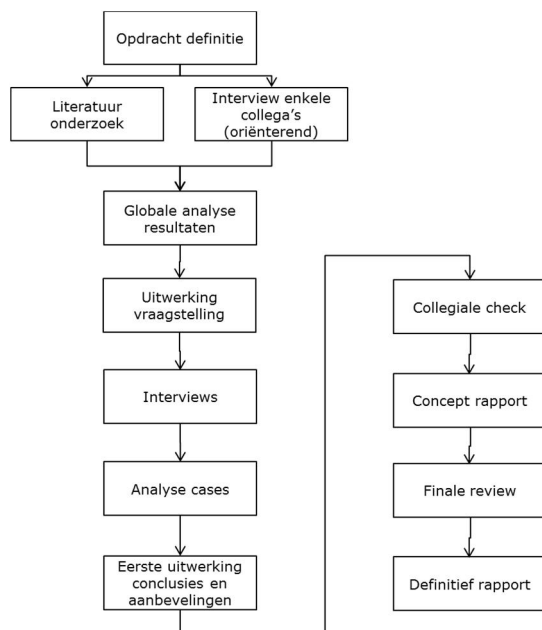 Opdracht definitie
Literatuur
onderzoek
Interview enkele
collega's
(oriënterend)
Globale analyse
resultaten
Uitwerking
vraagstelling
Interviews
Analyse cases
Eerste uitwerking
conclusies en
aanbevelingen
Collegiale check
Concept rapport
Finale review
Definitief rapport